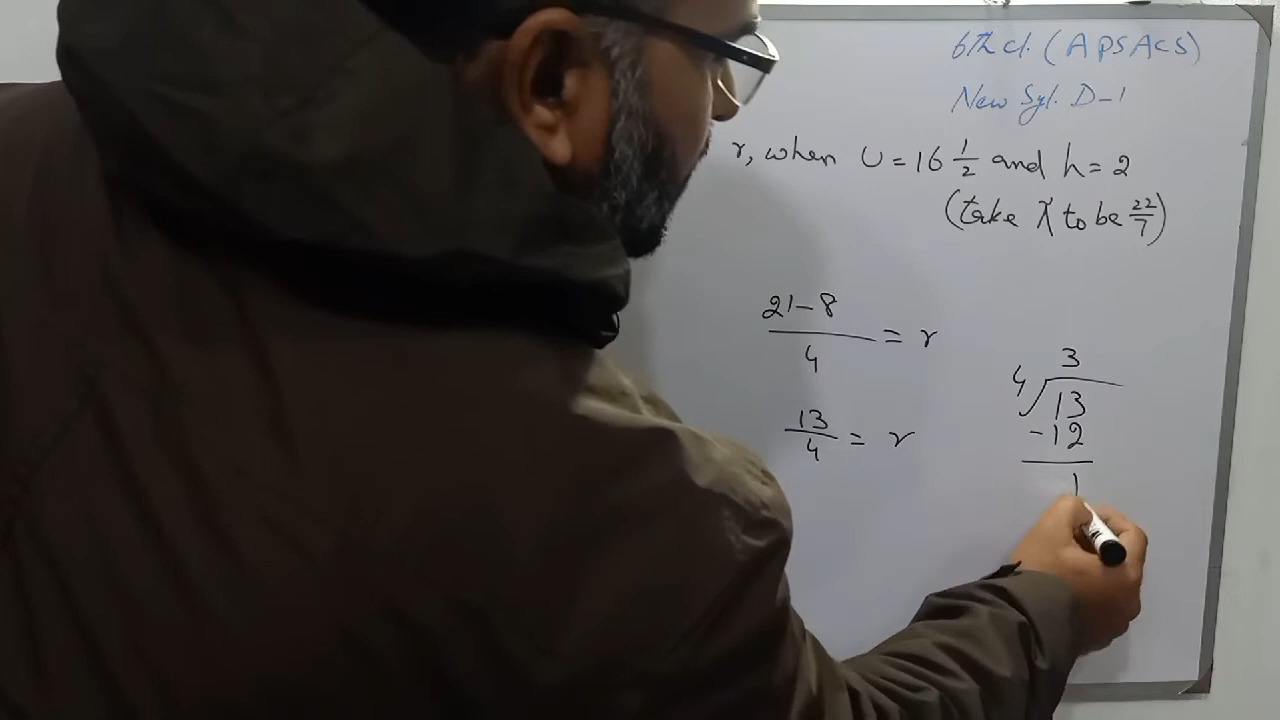 6th cl. (APSACS)
New Syl. D-1
r, when U = 16 1/2 and h = 2
(take π to be 22/7)
21-8/4 = r
13/4 = r
3
4 13
-12
1